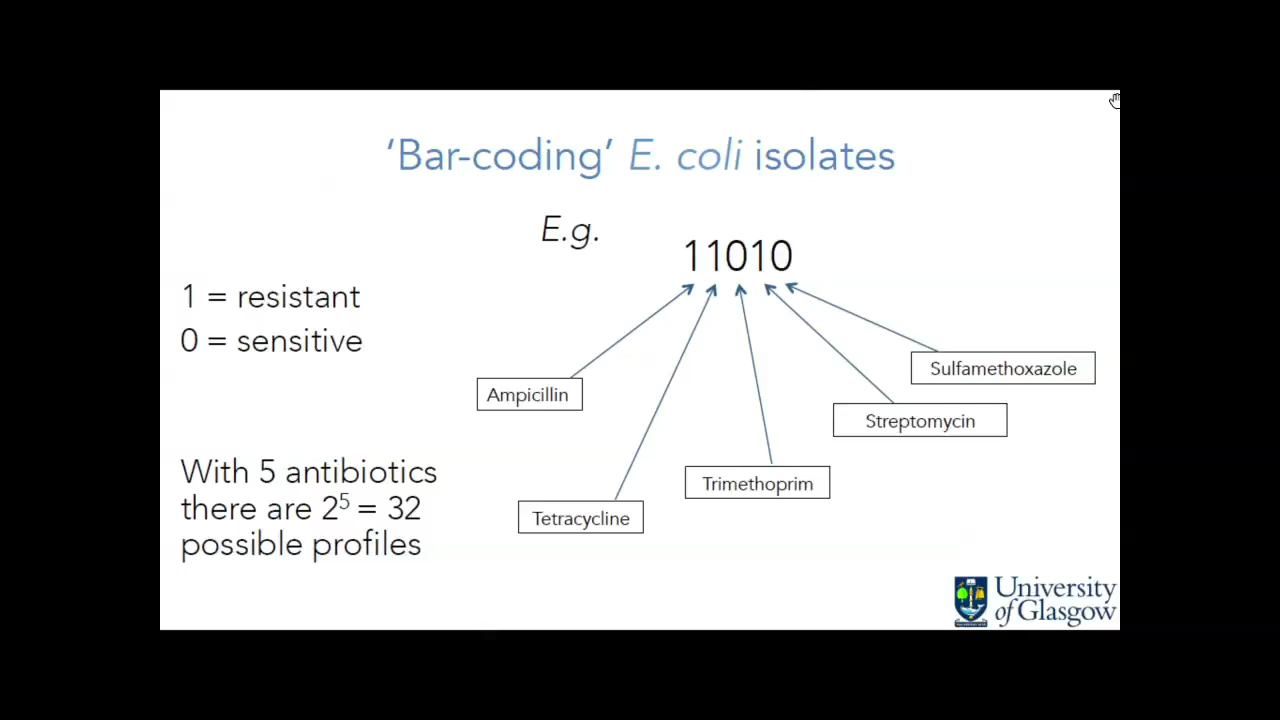 ‘Bar-coding’ E. coli isolates
E.g.
11010
1 = resistant
0 = sensitive
Sulfamethoxazole
Ampicillin
Streptomycin
With 5 antibiotics
there are 2⁵ = 32
possible profiles
Trimethoprim
Tetracycline
University
of Glasgow